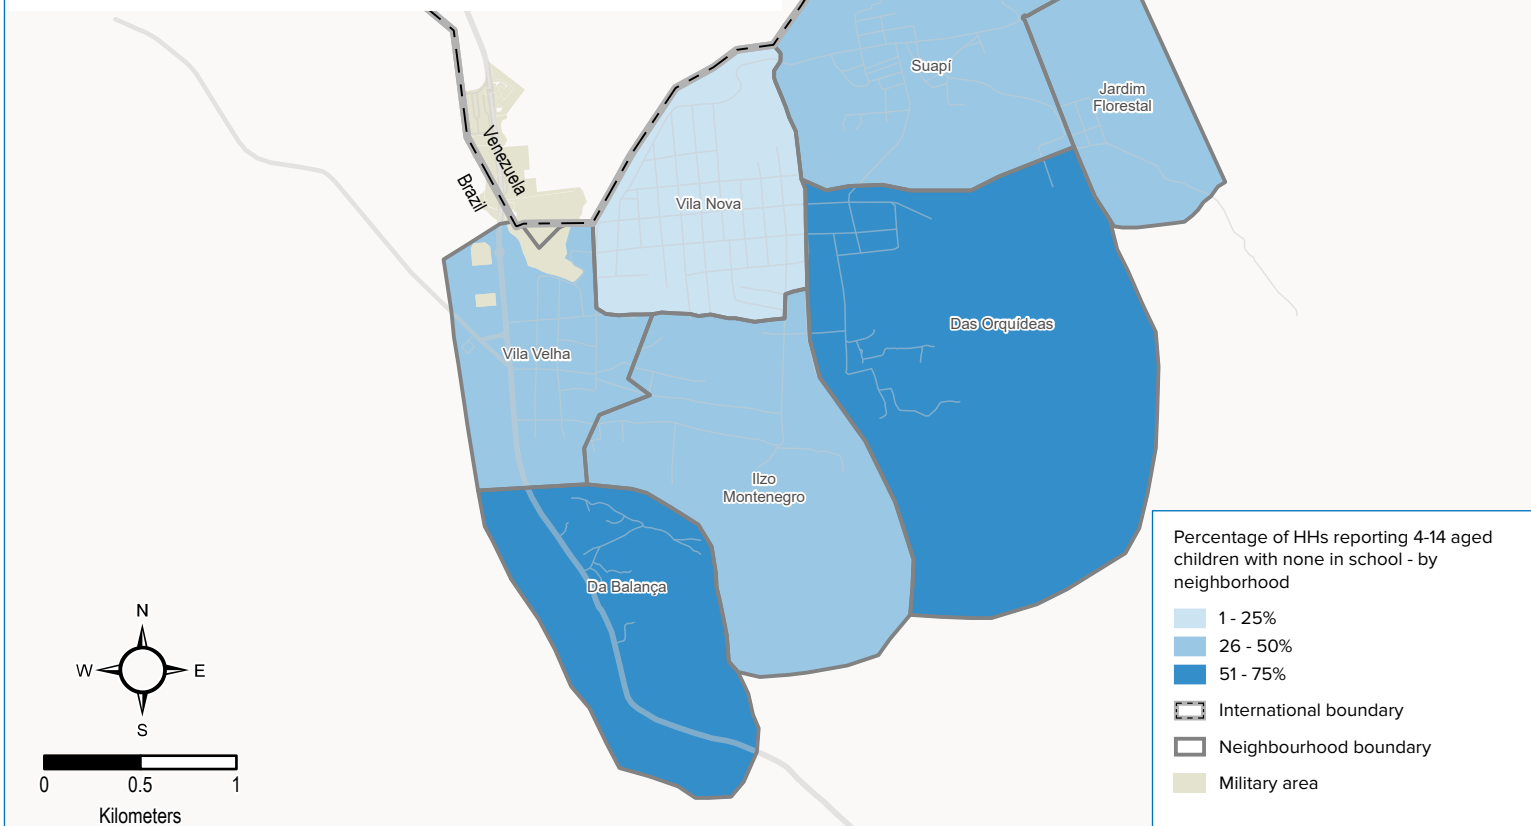 Suapí
Jardim
Florestal
Venezuela
Brazil
Vila Nova
Das Orquídeas
Vila Velha
Ilzo
Montenegro
Da Balança
N
W
E
S
0
0.5
1
Kilometers
Percentage of HHs reporting 4-14 aged
children with none in school - by
neighborhood
1 - 25%
26 - 50%
51 - 75%
International boundary
Neighbourhood boundary
Military area